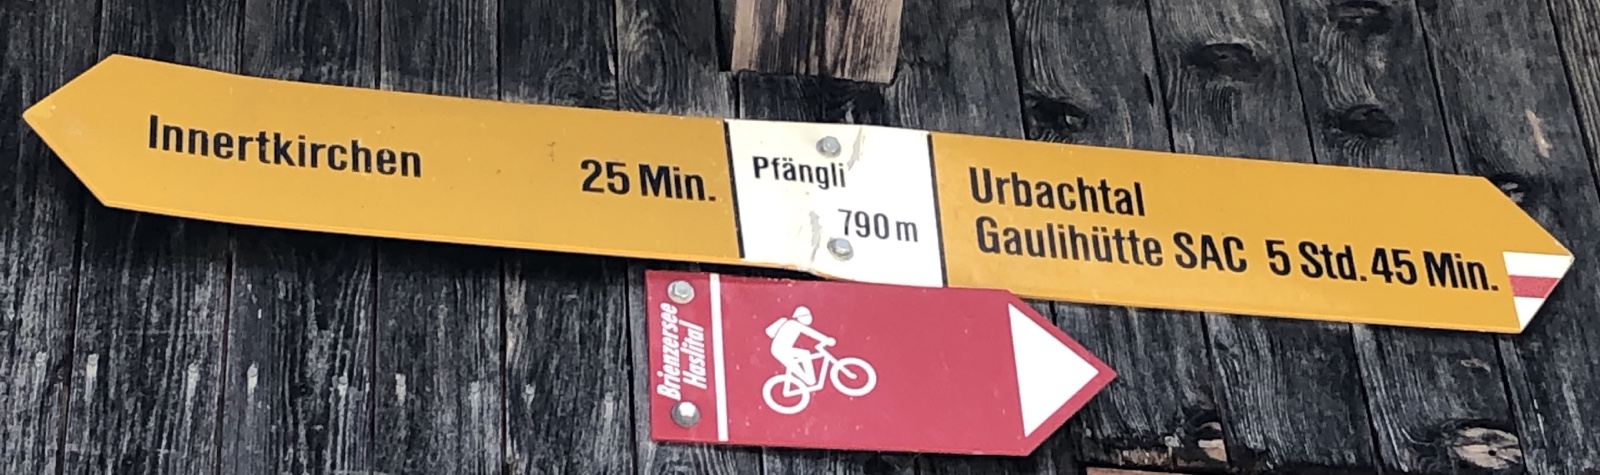 Innertkirchen
25 Min.
Pfängli
790 m
Urbachtal
Gaulihütte SAC 5 Std. 45 Min.
Brienzersee
Haslital